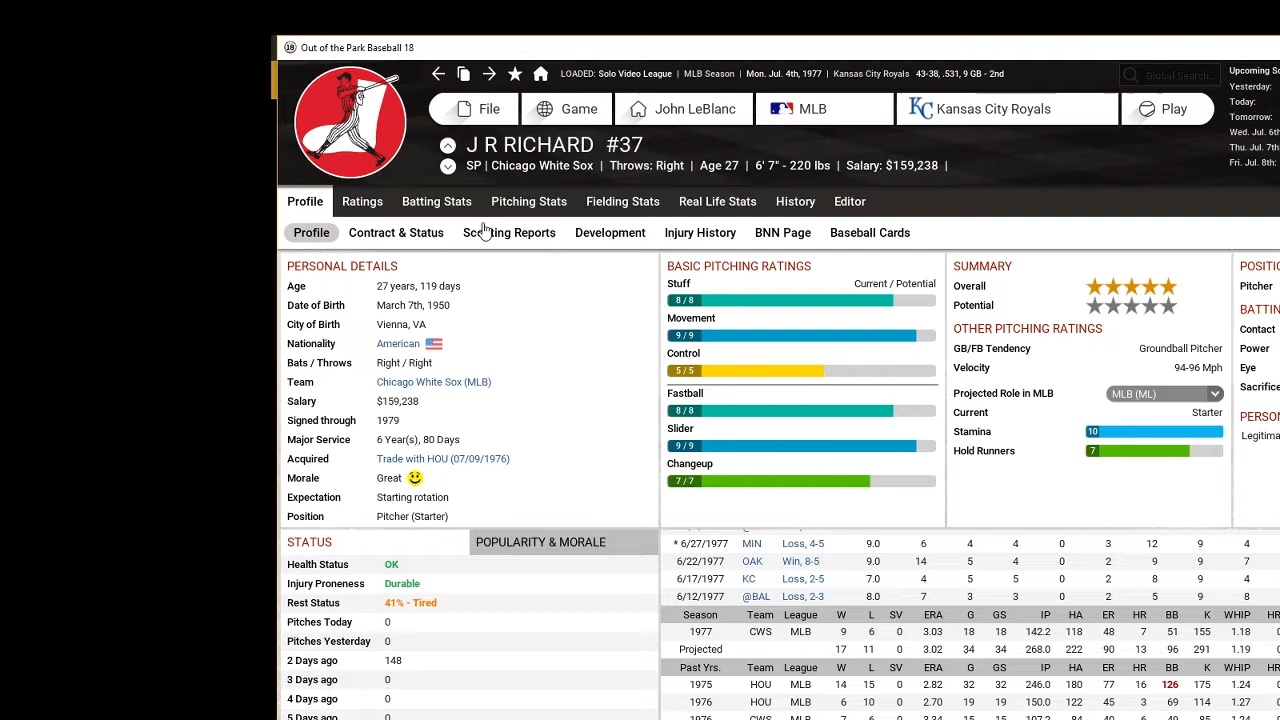 18 Out of the Park Baseball 18
LOADED: Solo Video League | MLB Season | Mon. Jul. 4th, 1977 | Kansas City Royals 43-38, .531, 9 GB - 2nd
Global Search...
Upcoming
Yesterday:
Today:
Tomorrow:
Wed. Jul. 6th
Thu. Jul. 7th
Fri. Jul. 8th:
File Game John LeBlanc MLB KC Kansas City Royals Play
J R RICHARD #37
SP | Chicago White Sox | Throws: Right | Age 27 | 6' 7" - 220 lbs | Salary: $159,238 |
Profile Ratings Batting Stats Pitching Stats Fielding Stats Real Life Stats History Editor
Profile Contract & Status Scouting Reports Development Injury History BNN Page Baseball Cards
PERSONAL DETAILS
Age 27 years, 119 days
Date of Birth March 7th, 1950
City of Birth Vienna, VA
Nationality American
Bats / Throws Right / Right
Team Chicago White Sox (MLB)
Salary $159,238
Signed through 1979
Major Service 6 Year(s), 80 Days
Acquired Trade with HOU (07/09/1976)
Morale Great
Expectation Starting rotation
Position Pitcher (Starter)
BASIC PITCHING RATINGS
Stuff Current / Potential
8 / 8
Movement
9 / 9
Control
5 / 5
Fastball
8 / 8
Slider
9 / 9
Changeup
7 / 7
SUMMARY
Overall
Potential
OTHER PITCHING RATINGS
GB/FB Tendency Groundball Pitcher
Velocity 94-96 Mph
Projected Role in MLB MLB (ML)
Current Starter
Stamina 10
Hold Runners 7
Pitcher
Contact
Power
Eye
STATUS POPULARITY & MORALE
Health Status OK
Injury Proneness Durable
Rest Status 41% - Tired
Pitches Today 0
Pitches Yesterday 0
2 Days ago 148
3 Days ago 0
4 Days ago 0
* 6/27/1977 MIN Loss, 4-5 9.0 6 4 4 0 3 12 9 4
6/22/1977 OAK Win, 8-5 9.0 14 5 4 0 2 9 9 7
6/17/1977 KC Loss, 2-5 7.0 4 5 5 0 2 8 9 4
6/12/1977 @BAL Loss, 2-3 8.0 7 3 3 0 2 5 9 8
Season Team League W L SV ERA G GS IP HA ER HR BB K WHIP
1977 CWS MLB 9 6 0 3.03 18 18 142.2 118 48 7 51 155 1.18
Projected 17 11 0 3.02 34 34 268.0 222 90 13 96 291 1.19
Past Yrs. Team League W L SV ERA G GS IP HA ER HR BB K WHIP
1975 HOU MLB 14 15 0 2.82 32 32 246.0 180 77 16 126 175 1.24
1976 HOU MLB 6 10 0 2.70 19 19 150.0 122 45 3 69 114 1.27